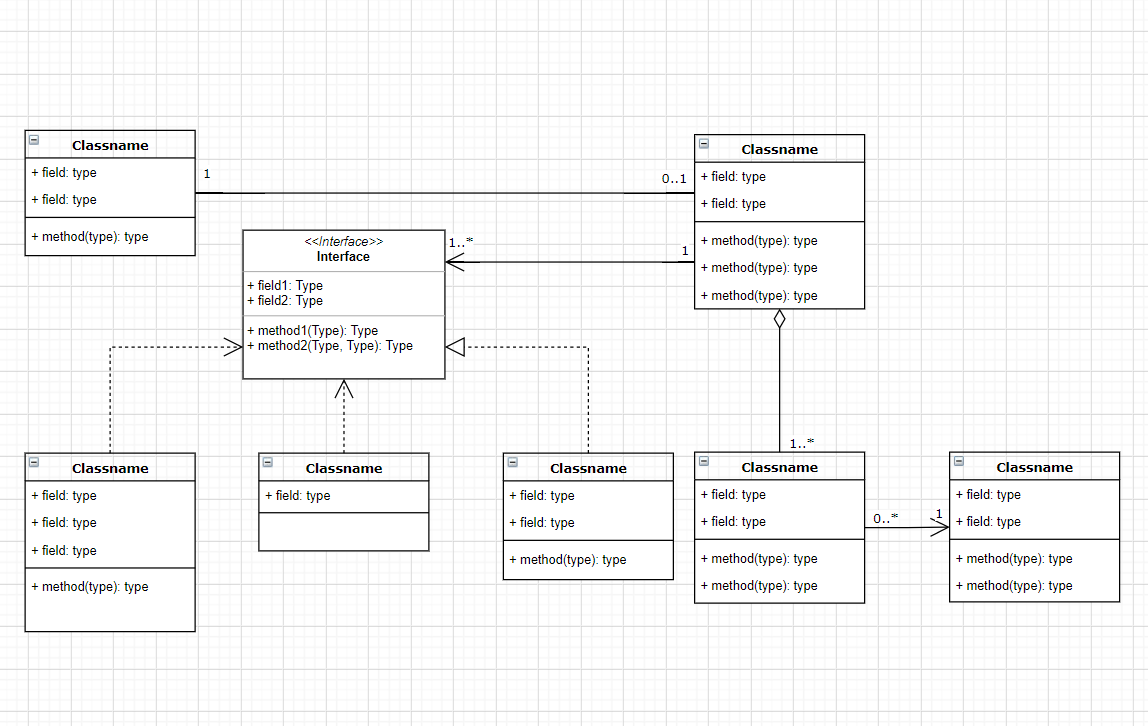 Classname
+ field: type
+ field: type
+ method(type): type
1
0..1
Classname
+ field: type
+ field: type
+ method(type): type
+ method(type): type
+ method(type): type
<<Interface>>
Interface
+ field1: Type
+ field2: Type
+ method1(Type): Type
+ method2(Type, Type): Type
1..*
1
1..*
Classname
+ field: type
+ field: type
+ field: type
+ method(type): type
Classname
+ field: type
Classname
+ field: type
+ field: type
+ method(type): type
Classname
+ field: type
+ field: type
+ method(type): type
+ method(type): type
0..*
1
Classname
+ field: type
+ field: type
+ method(type): type
+ method(type): type